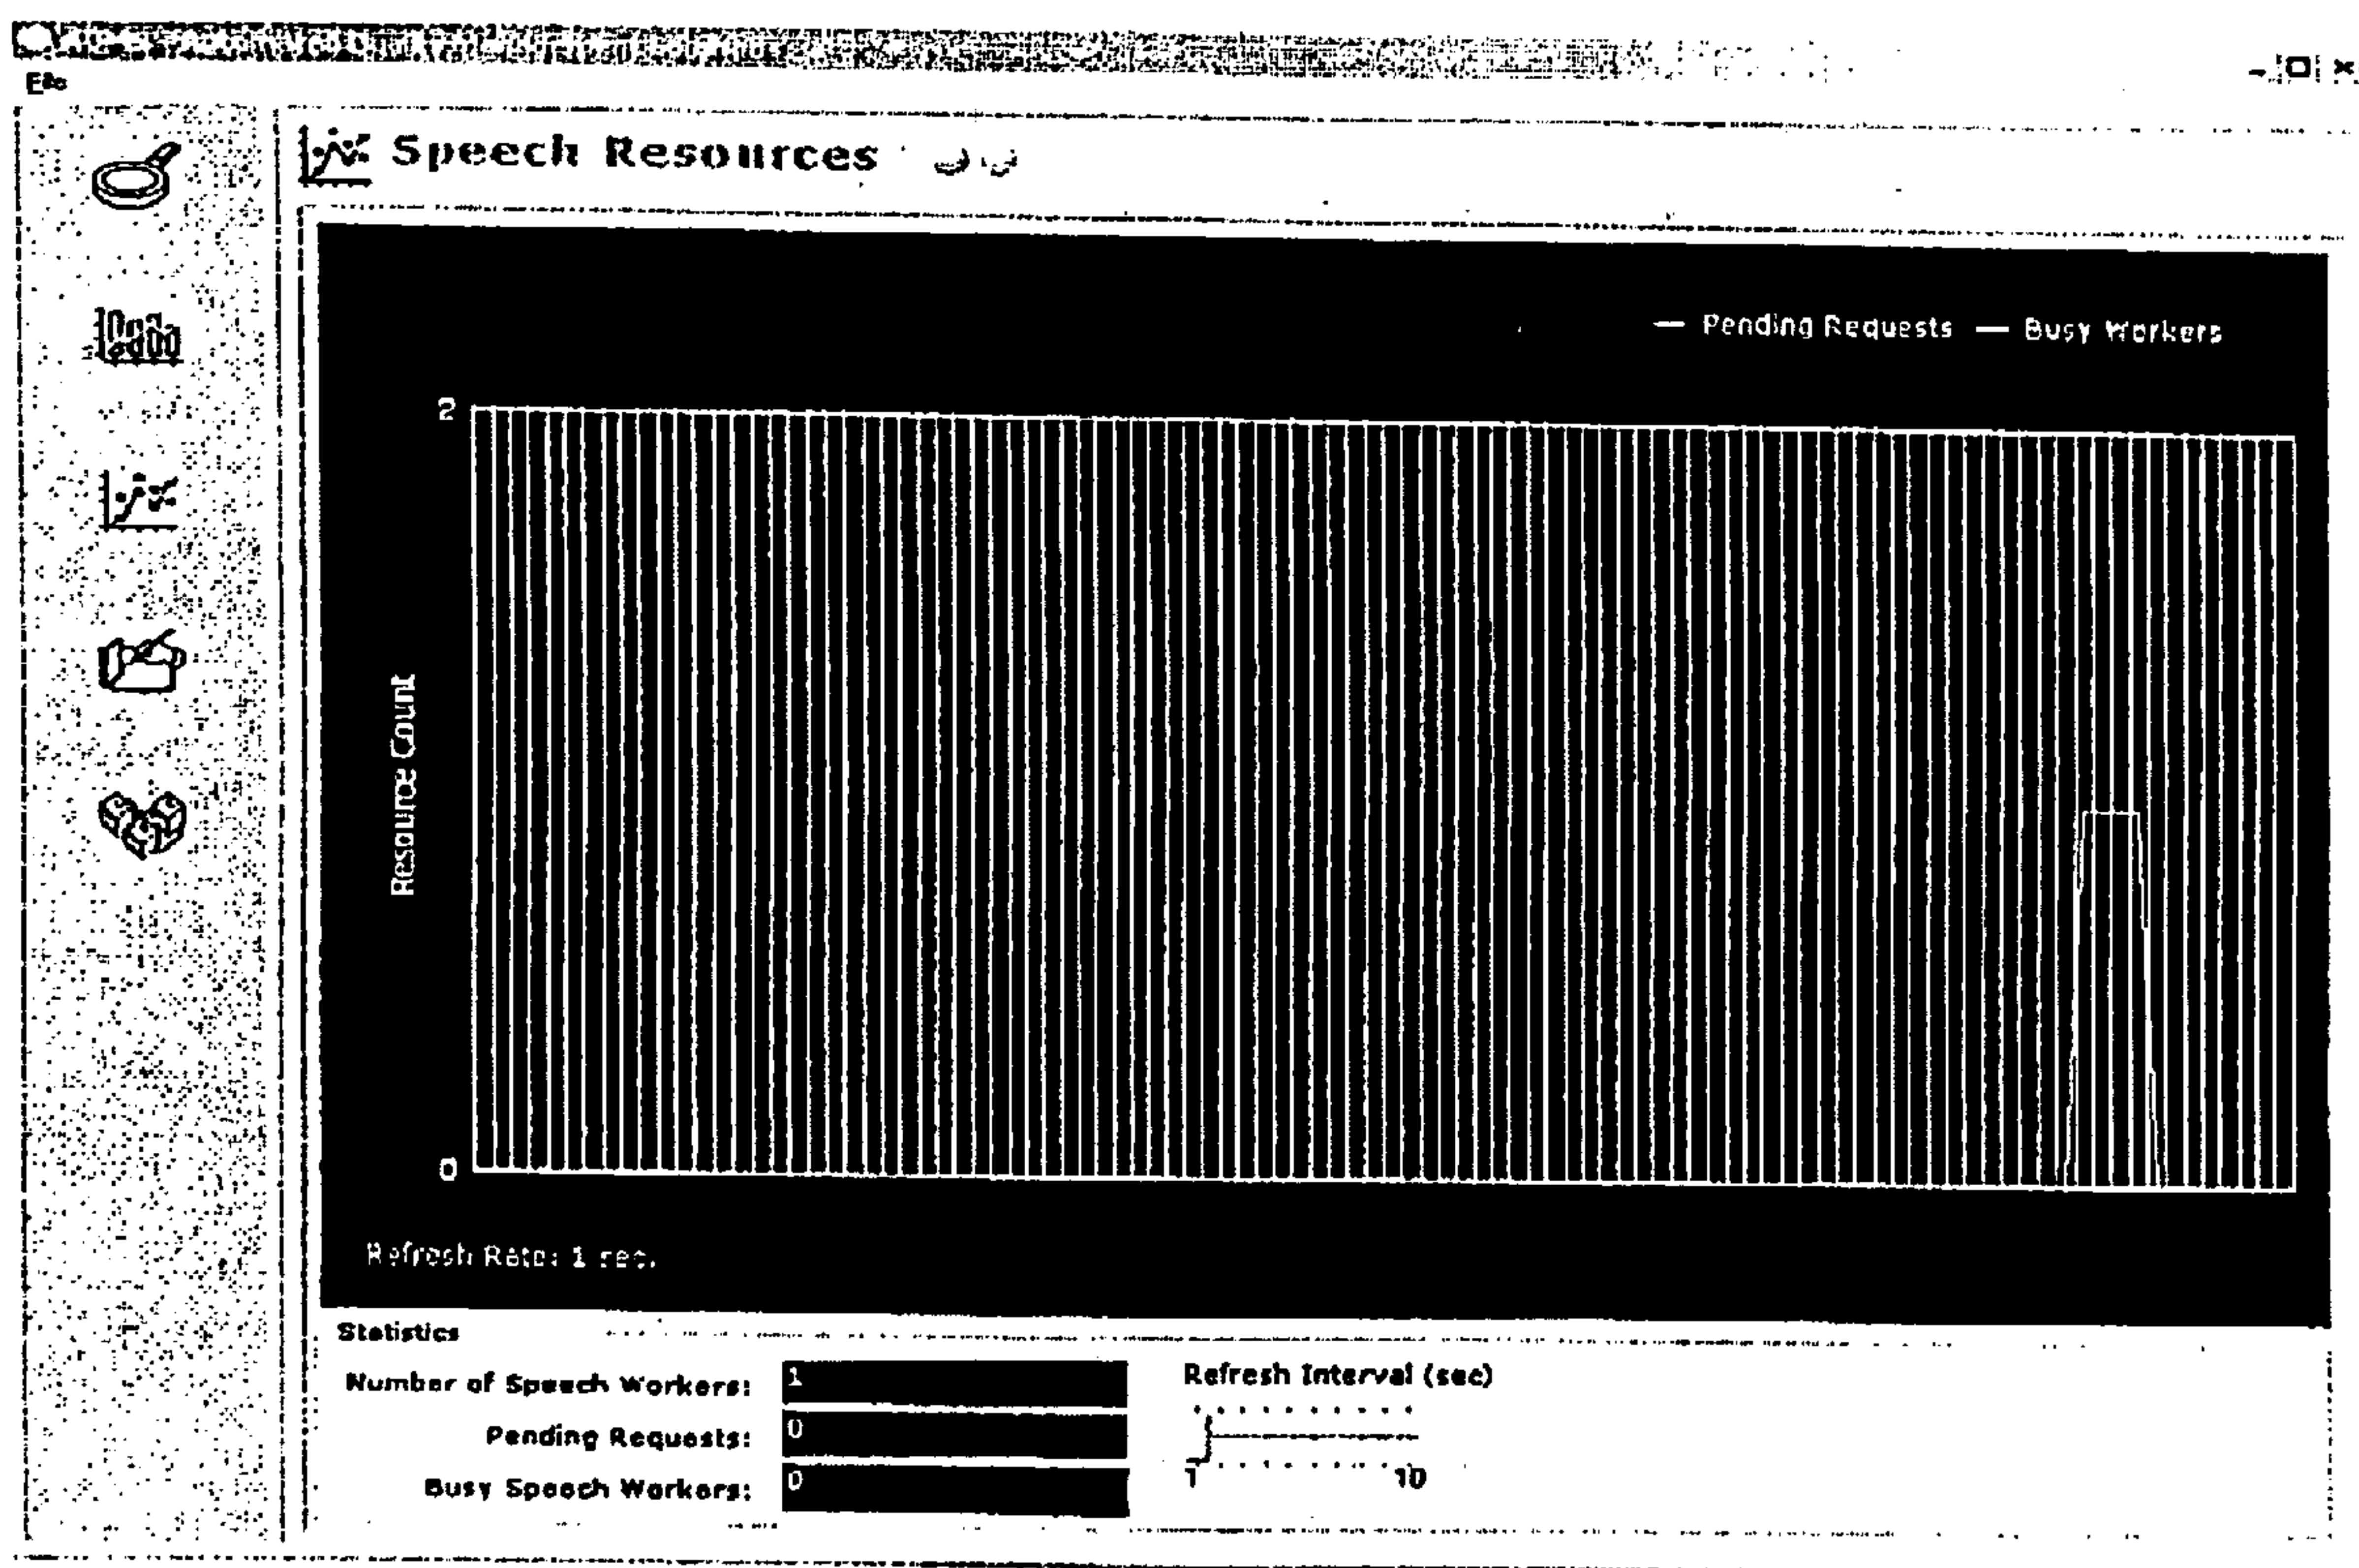 File
Speech Resources
Pending Requests
Busy Workers
2
Resource Count
0
Refresh Rate: 1 sec.
Statistics
Number of Speech Workers: 1
Pending Requests: 0
Busy Speech Workers: 0
Refresh Interval (sec)
1 10